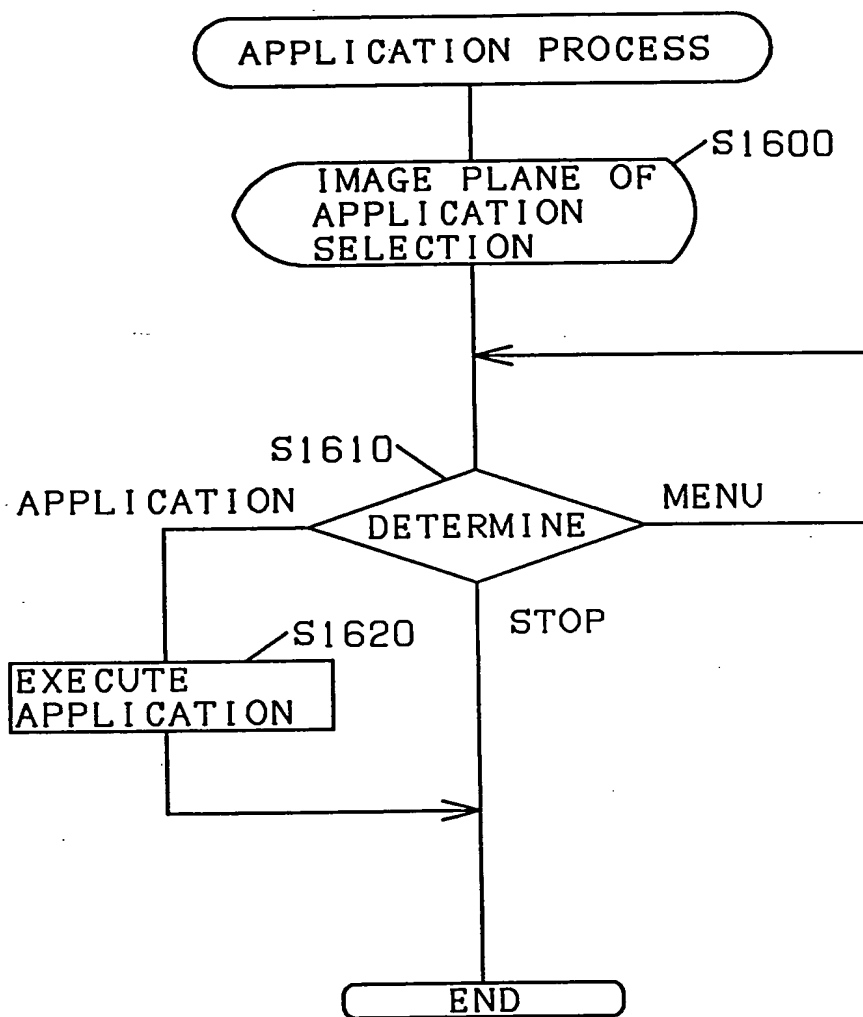 APPLICATION PROCESS
S1600
IMAGE PLANE OF
APPLICATION
SELECTION
S1610
APPLICATION
DETERMINE
MENU
STOP
S1620
EXECUTE
APPLICATION
END